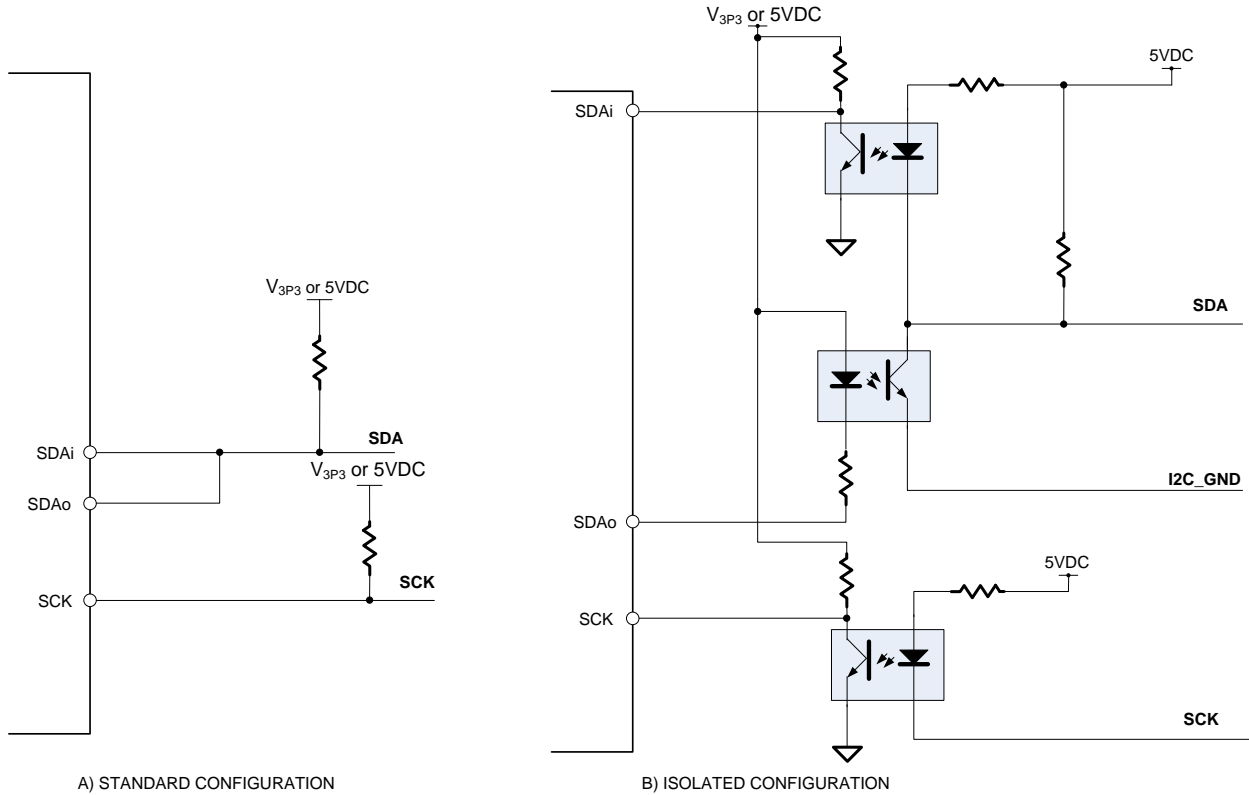 V3P3 or 5VDC
SDAi
SDAo
SCK
SDA
V3P3 or 5VDC
SCK
A) STANDARD CONFIGURATION
V3P3 or 5VDC
5VDC
SDAi
SDA
I2C_GND
SDAo
5VDC
SCK
SCK
B) ISOLATED CONFIGURATION